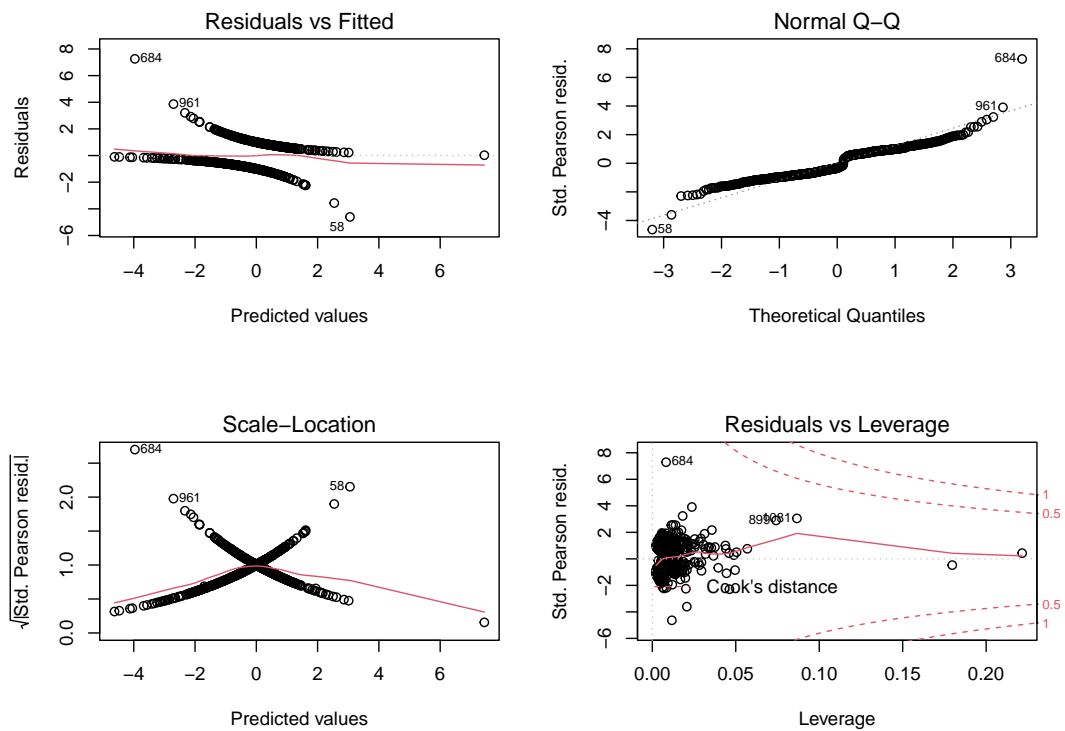 Residuals vs Fitted
Residuals
8
6
4
2
0
−2
−6
684
961
58
−4 −2 0 2 4 6
Predicted values
Normal Q−Q
Std. Pearson resid.
8
6
4
2
0
−4
684
961
58
−3 −2 −1 0 1 2 3
Theoretical Quantiles
Scale−Location
√|Std. Pearson resid.|
2.0
1.0
0.0
684
58
961
−4 −2 0 2 4 6
Predicted values
Residuals vs Leverage
Std. Pearson resid.
8
6
4
2
0
−2
−6
684
899 1081
Cook's distance
1
0.5
0.5
1
0.00 0.05 0.10 0.15 0.20
Leverage